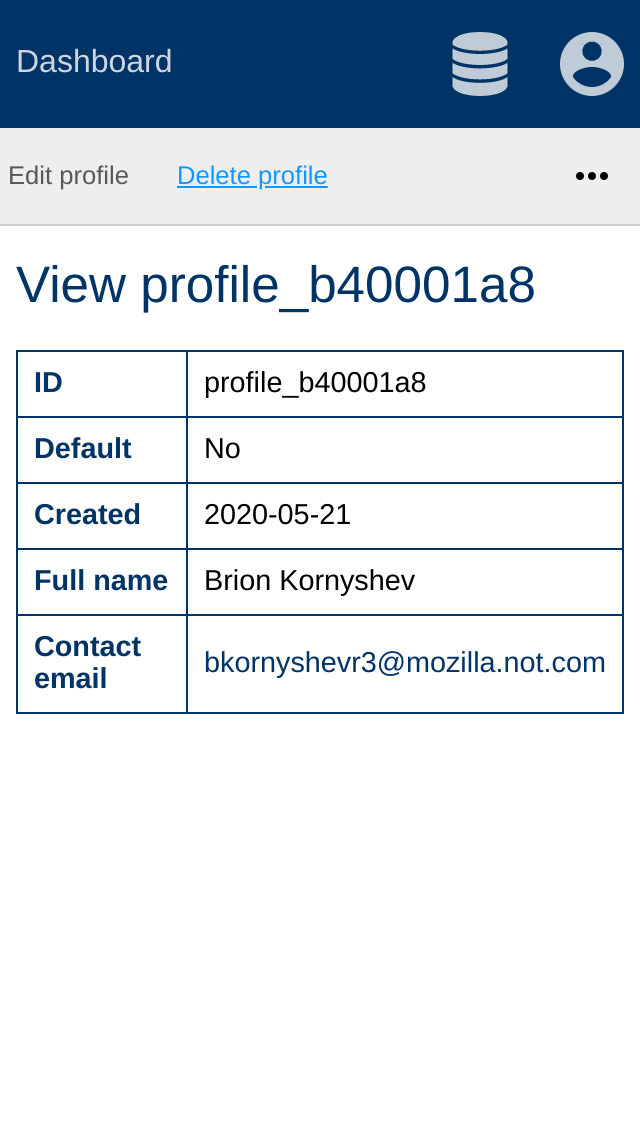 Dashboard
Edit profile Delete profile
View profile_b40001a8
ID profile_b40001a8
Default No
Created 2020-05-21
Full name Brion Kornyshev
Contact email bkornyshevr3@mozilla.not.com